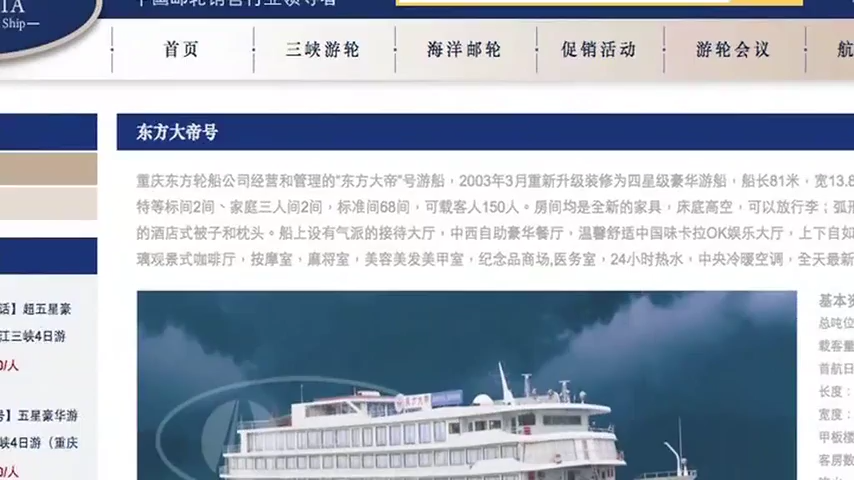 Ship
首页
三峡游轮
海洋邮轮
促销活动
游轮会议
航
东方大帝号
重庆东方轮船公司经营和管理的"东方大帝"号游船，2003年3月重新升级装修为四星级豪华游船，船长81米，宽13.8
特等标间2间、家庭三人间2间，标准间68间，可载客人150人。房间均是全新的家具，床底高空，可以放行李；弧形
的酒店式被子和枕头。船上设有气派的接待大厅，中西自助豪华餐厅，温馨舒适中国味卡拉OK娱乐大厅，上下自如
璃观景式咖啡厅，按摩室，麻将室，美容美发美甲室，纪念品商场,医务室，24小时热水，中央冷暖空调，全天最新
话】超五星豪
江三峡4日游
0/人
号】五星豪华游
峡4日游（重庆
0/人
东方大帝
基本资
总吨位
载客量
首航日
长度：
宽度：
甲板楼
客房数